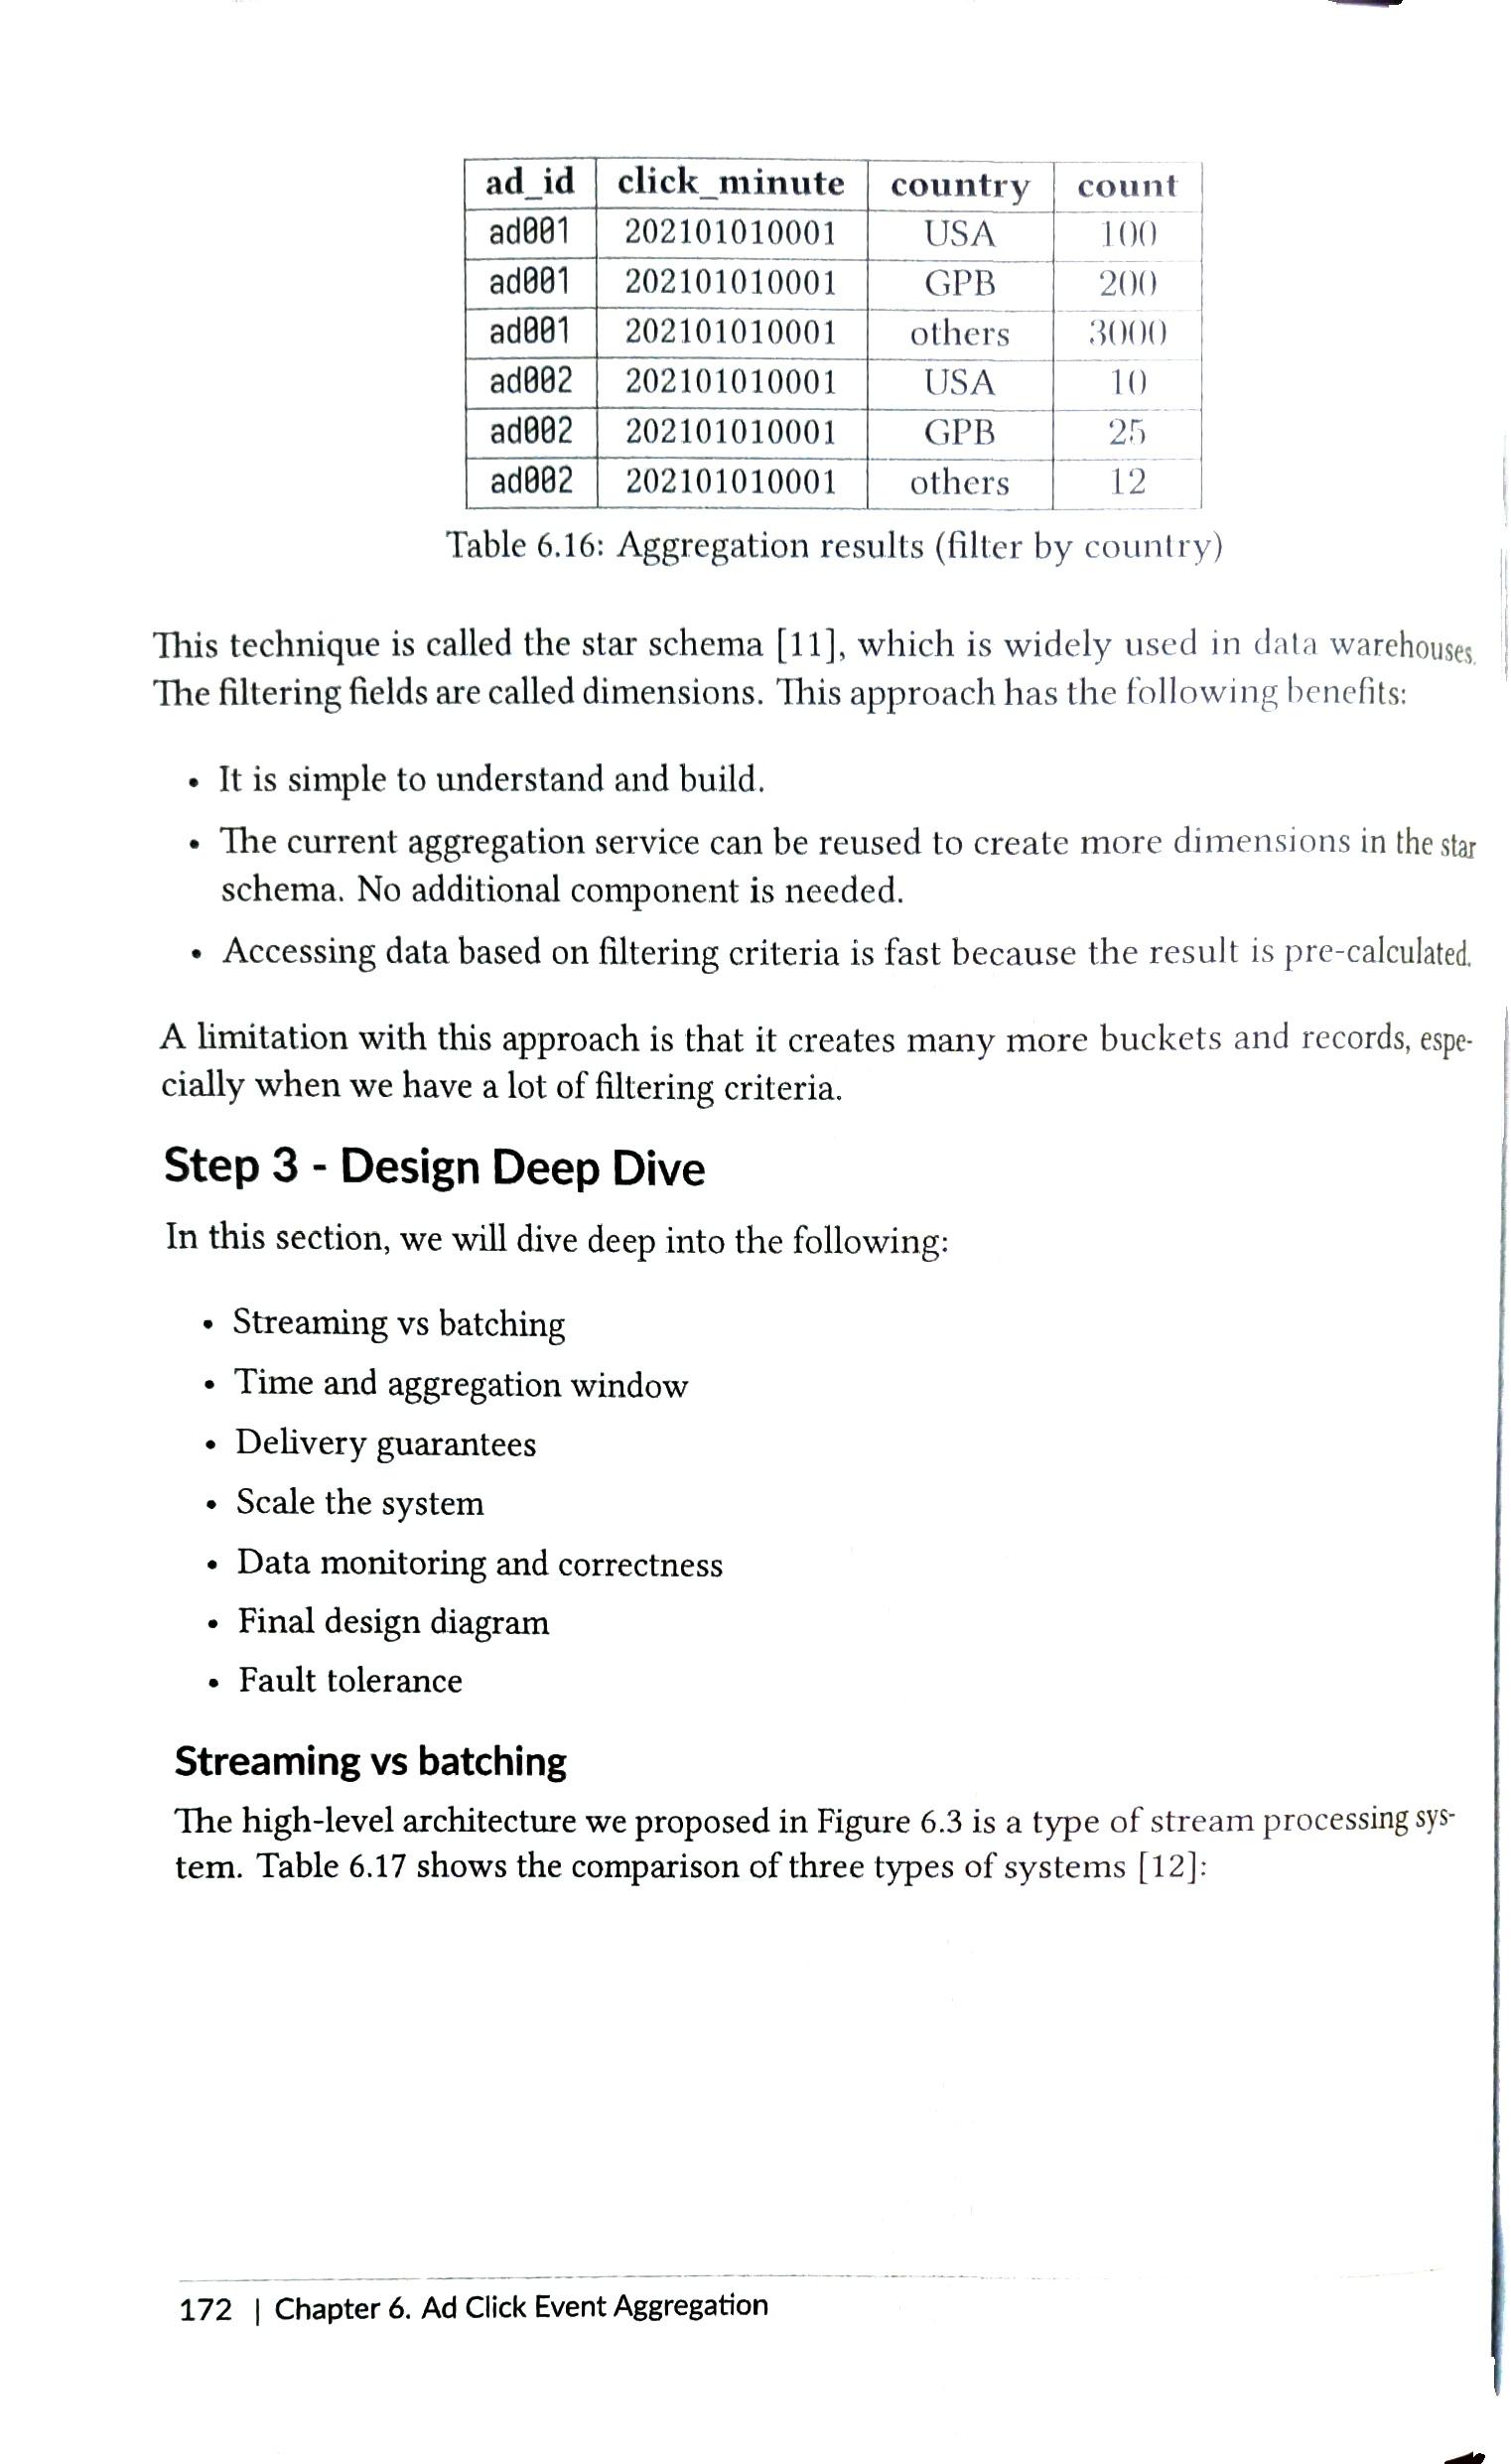 ad_id click_minute country count
ad001 202101010001 USA 100
ad001 202101010001 GPB 200
ad001 202101010001 others 3000
ad002 202101010001 USA 10
ad002 202101010001 GPB 25
ad002 202101010001 others 12
Table 6.16: Aggregation results (filter by country)
This technique is called the star schema [11], which is widely used in data warehouses.
The filtering fields are called dimensions. This approach has the following benefits:
• It is simple to understand and build.
• The current aggregation service can be reused to create more dimensions in the star
schema. No additional component is needed.
• Accessing data based on filtering criteria is fast because the result is pre-calculated.
A limitation with this approach is that it creates many more buckets and records, espe-
cially when we have a lot of filtering criteria.
Step 3 - Design Deep Dive
In this section, we will dive deep into the following:
• Streaming vs batching
• Time and aggregation window
• Delivery guarantees
• Scale the system
• Data monitoring and correctness
• Final design diagram
• Fault tolerance
Streaming vs batching
The high-level architecture we proposed in Figure 6.3 is a type of stream processing sys-
tem. Table 6.17 shows the comparison of three types of systems [12]:
172 | Chapter 6. Ad Click Event Aggregation